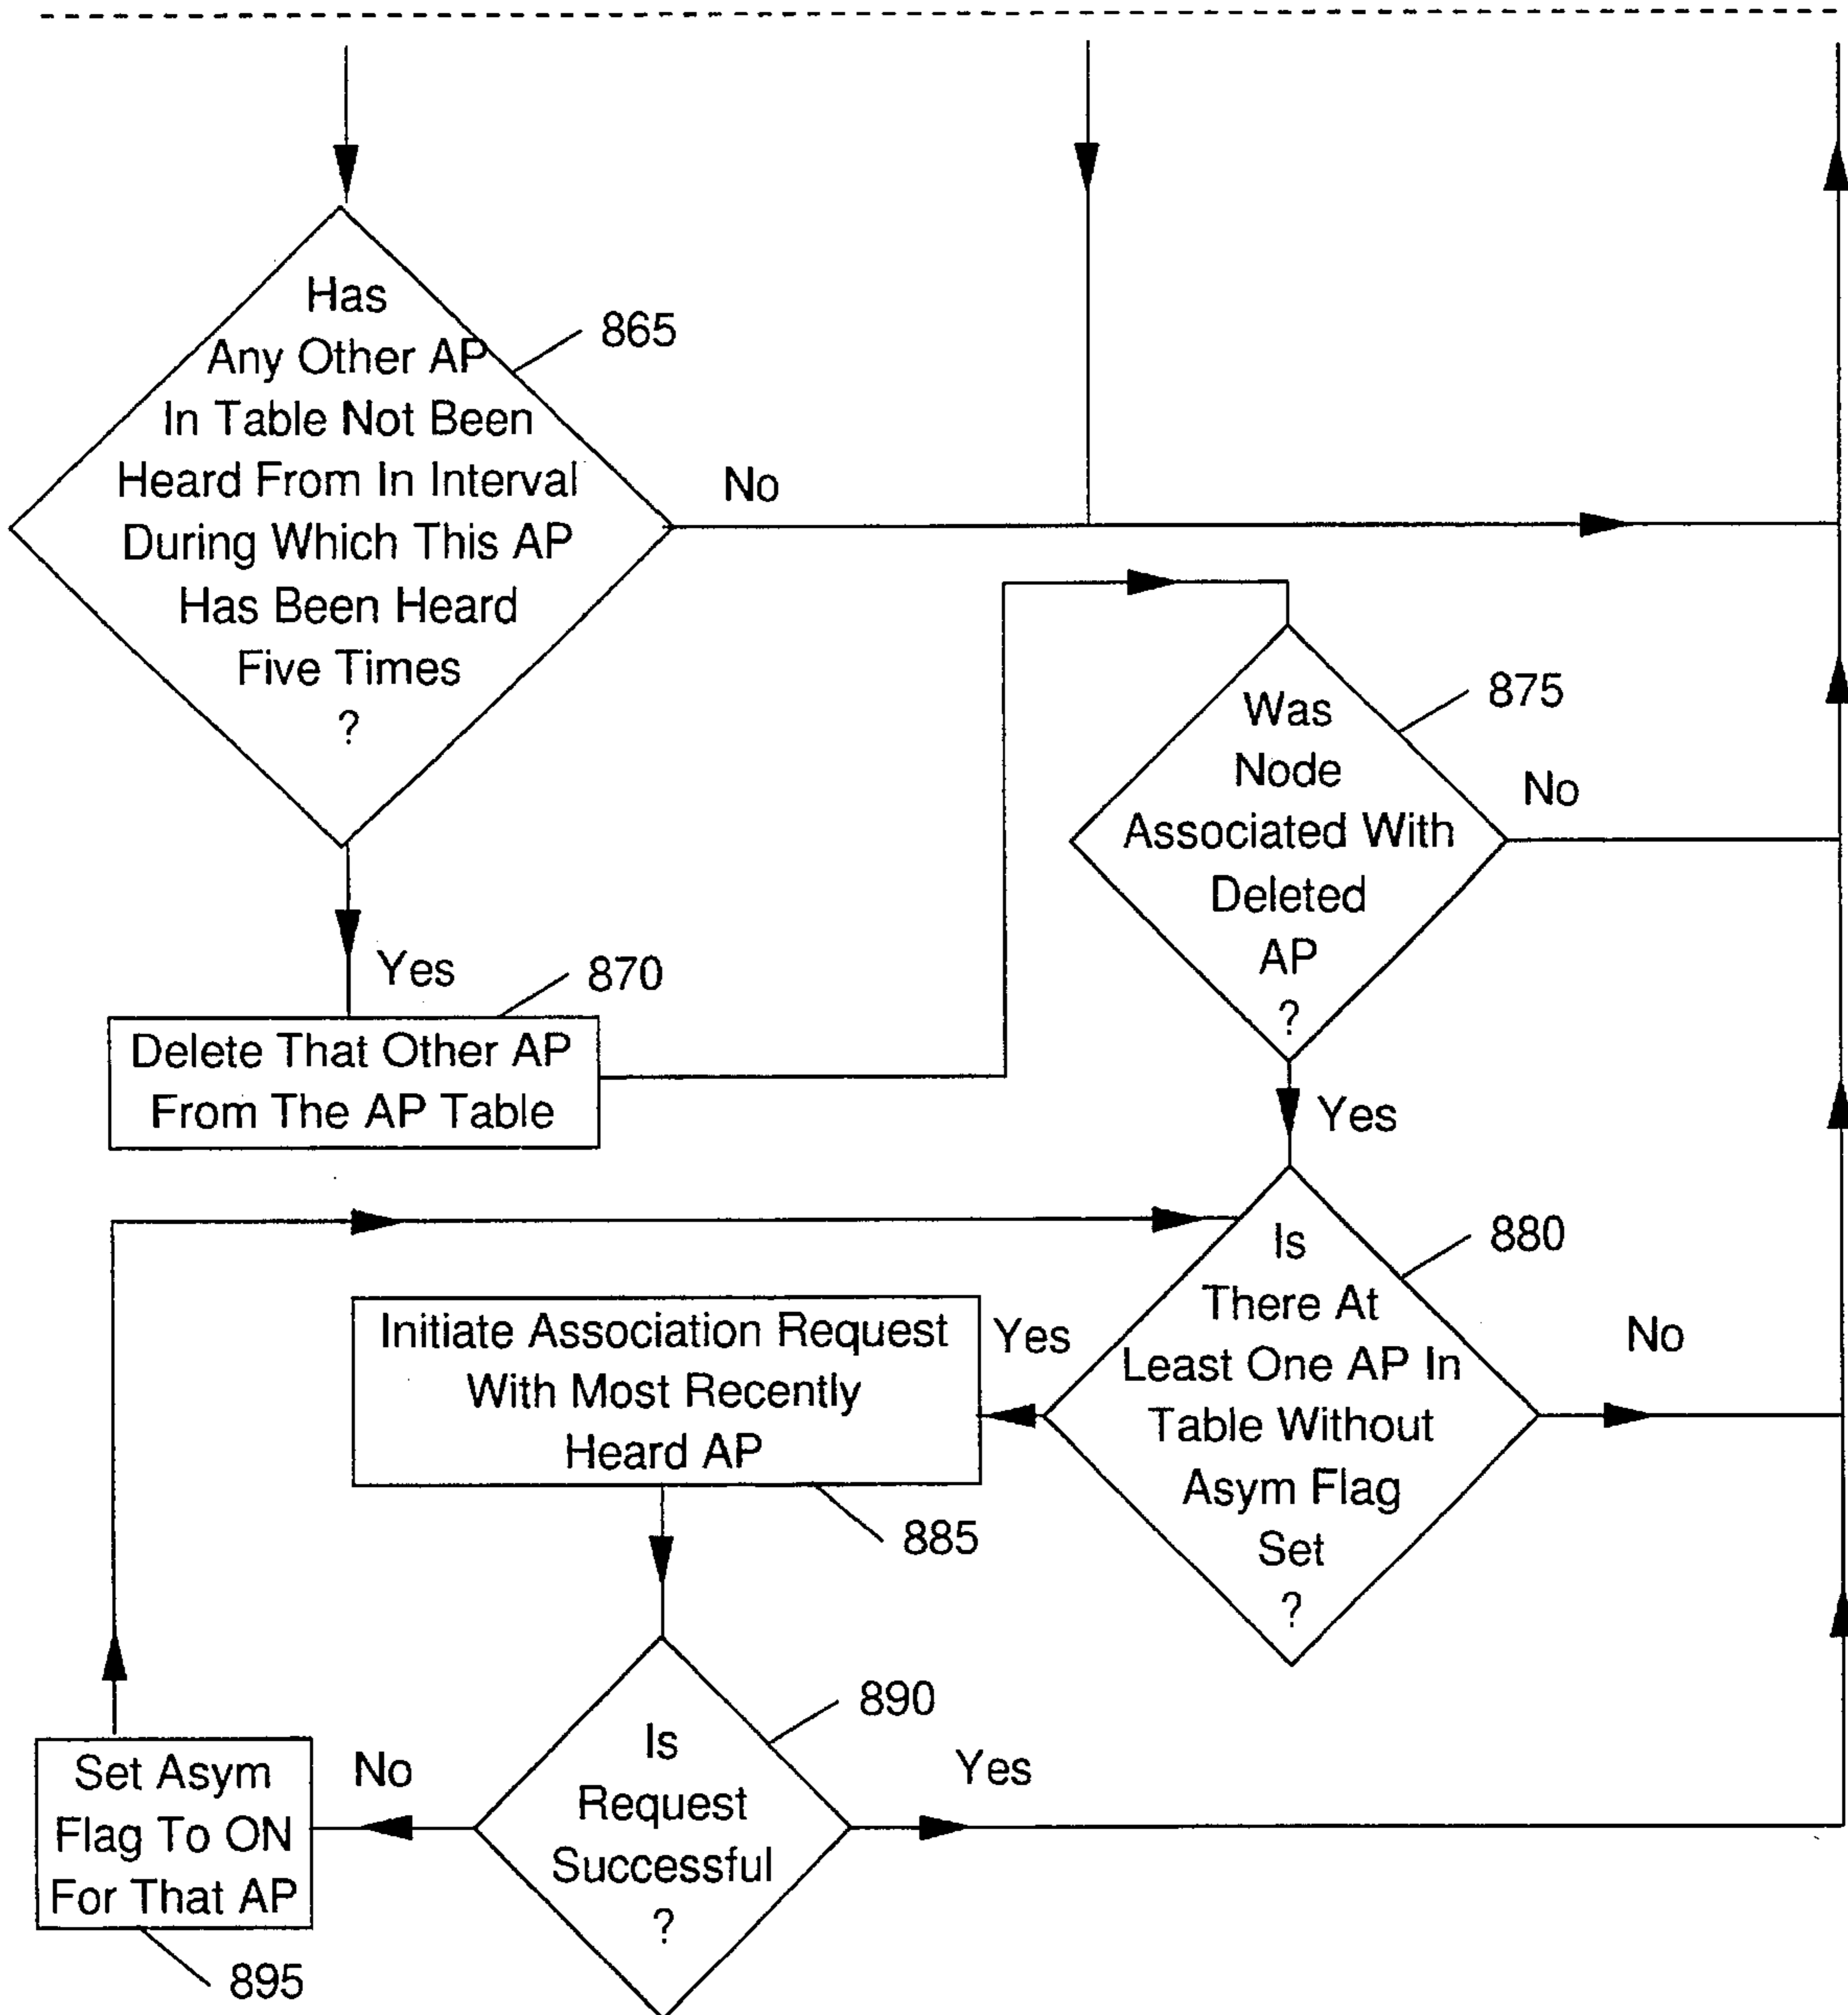 Has
Any Other AP
In Table Not Been
Heard From In Interval
During Which This AP
Has Been Heard
Five Times
?
865
No
Yes
870
Delete That Other AP
From The AP Table
Was
Node
Associated With
Deleted
AP
?
875
No
Yes
Is
There At
Least One AP In
Table Without
Asym Flag
Set
?
880
No
Yes
Initiate Association Request
With Most Recently
Heard AP
885
Is
Request
Successful
?
890
Yes
No
Set Asym
Flag To ON
For That AP
895